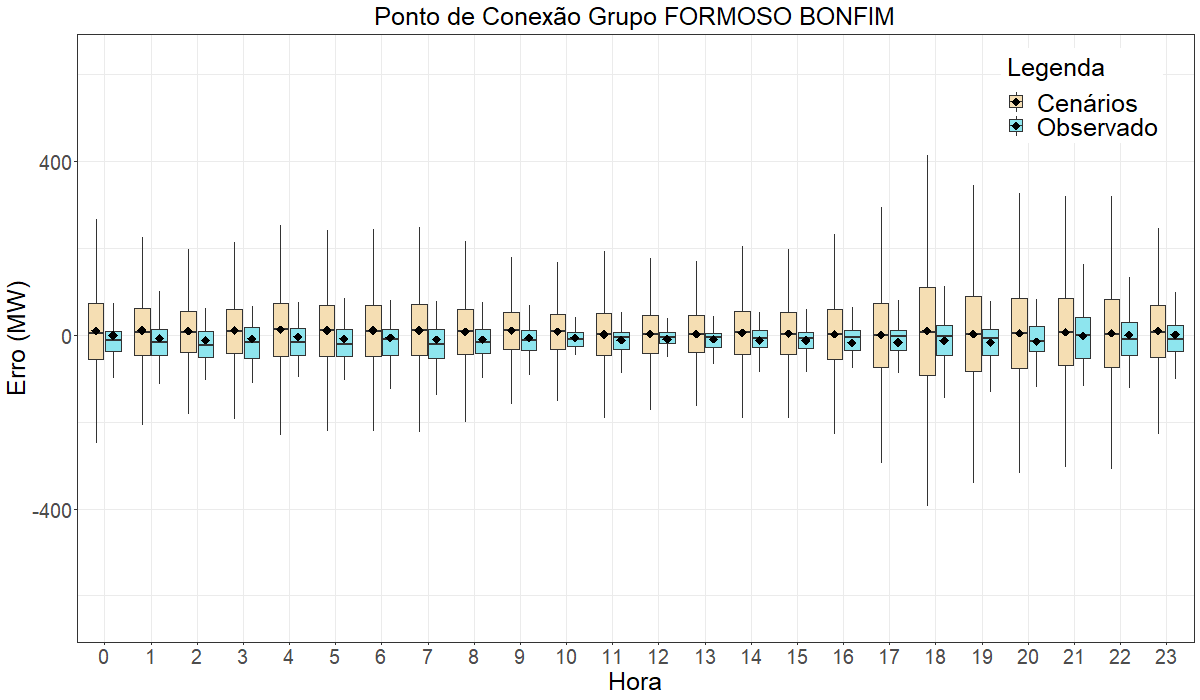 Ponto de Conexão Grupo FORMOSO BONFIM
Legenda
Cenários
Observado
Erro (MW)
400
0
-400
0 1 2 3 4 5 6 7 8 9 10 11 12 13 14 15 16 17 18 19 20 21 22 23
Hora